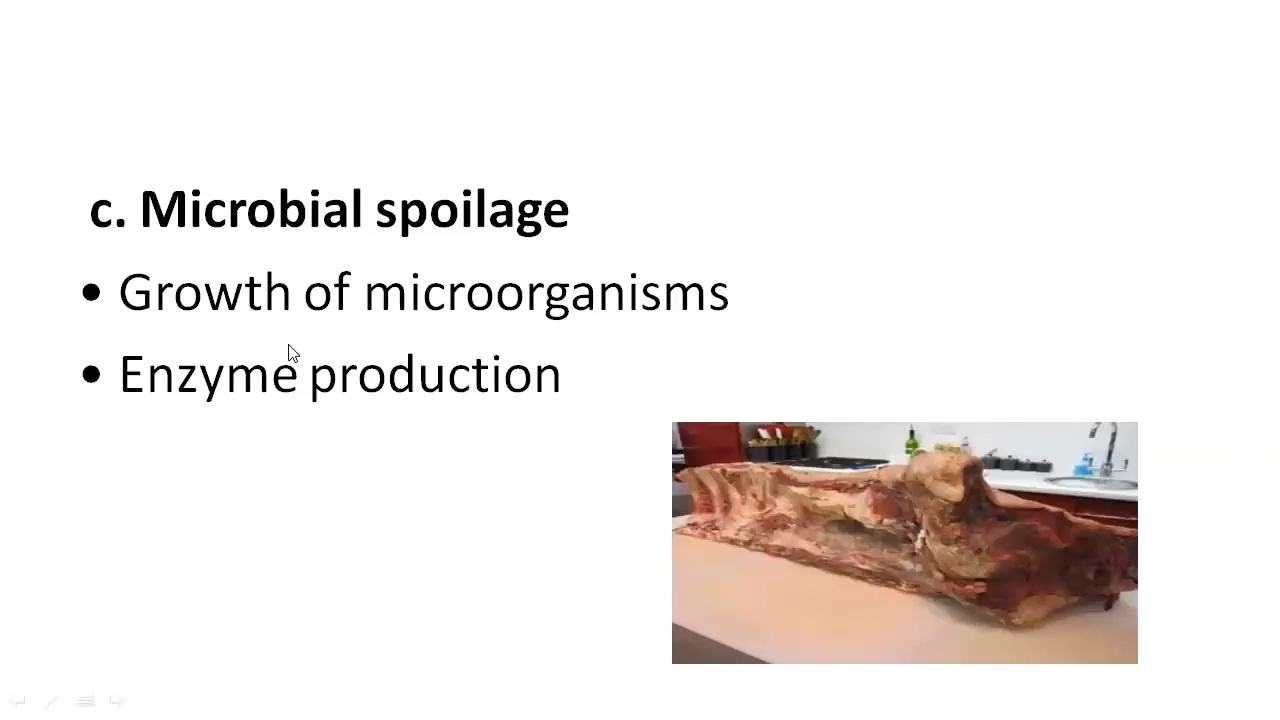 c. Microbial spoilage
• Growth of microorganisms
• Enzyme production